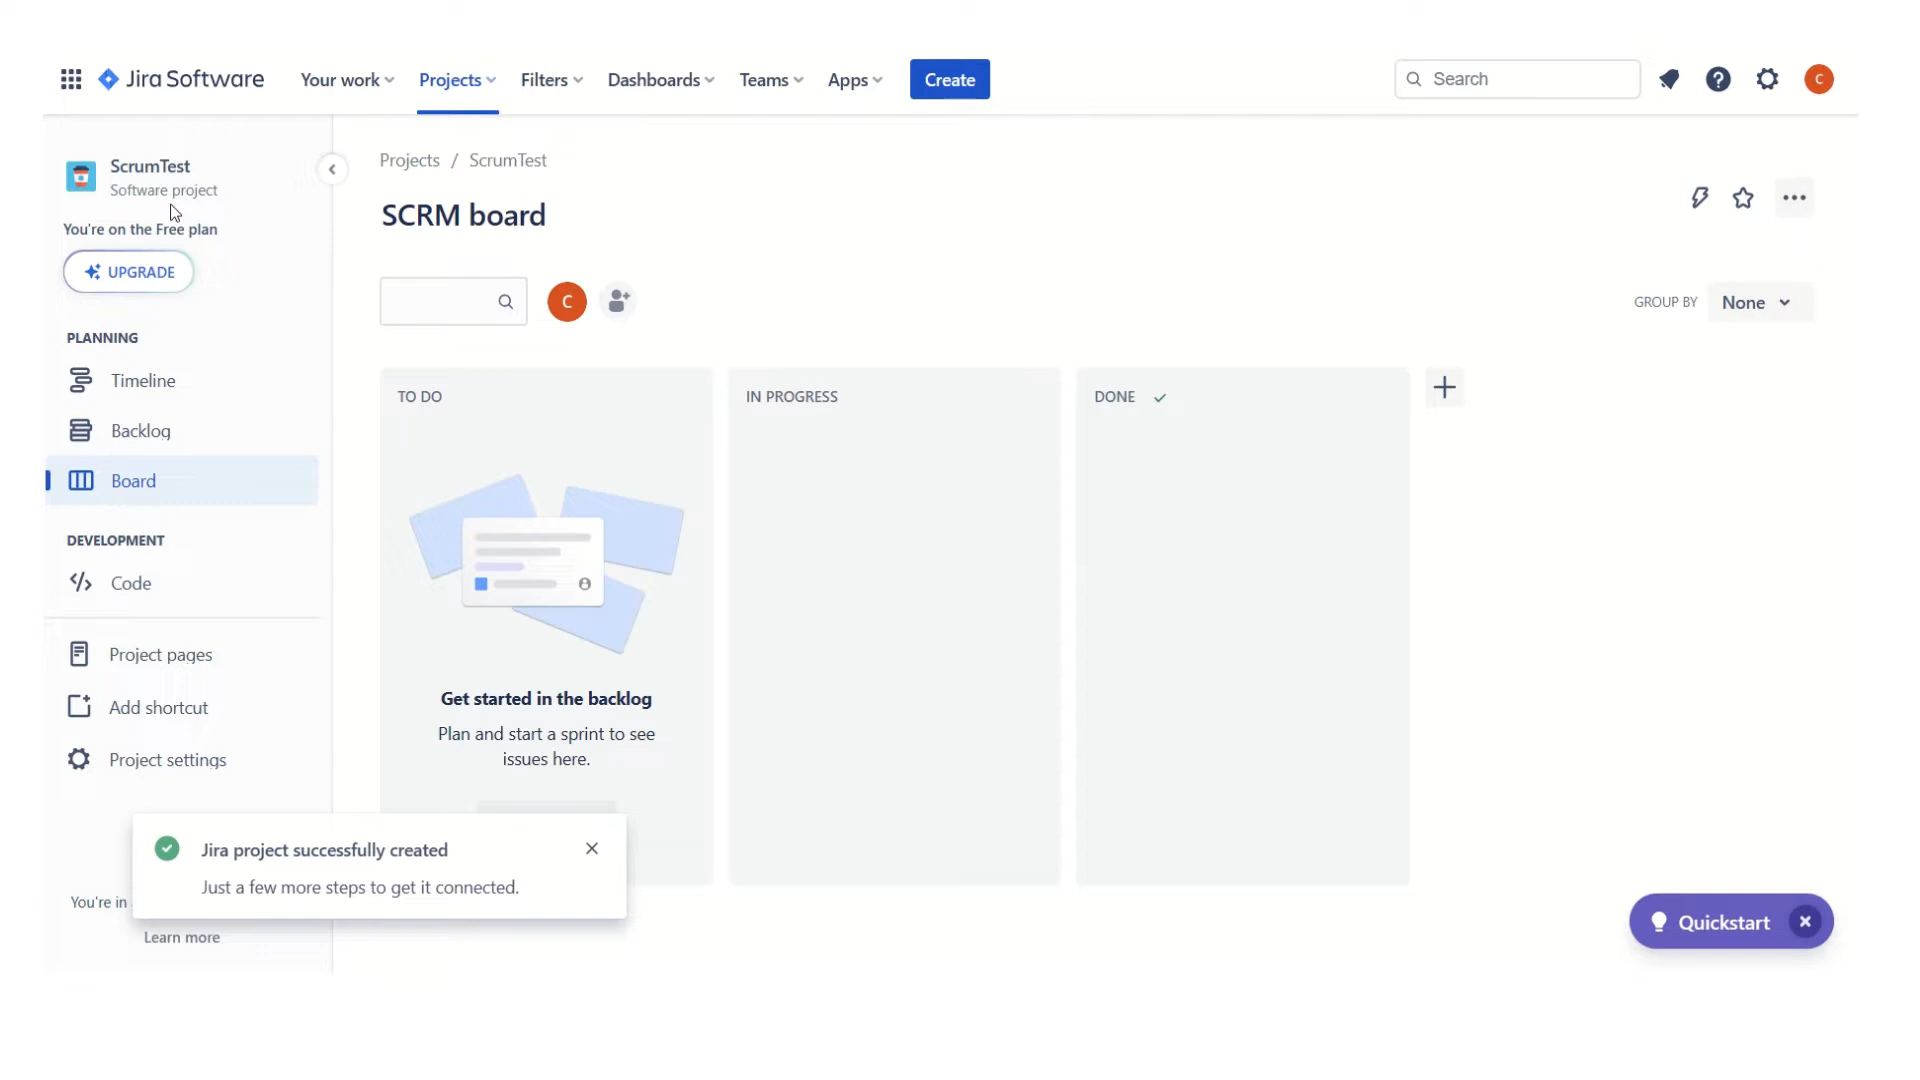 Jira Software Your work Projects Filters Dashboards Teams Apps Create Search C
ScrumTest
Software project
You're on the Free plan
UPGRADE
PLANNING
Timeline
Backlog
Board
DEVELOPMENT
Code
Project pages
Add shortcut
Project settings
You're in
Learn more
Projects / ScrumTest
SCRM board
C
GROUP BY None
TO DO
IN PROGRESS
DONE
Get started in the backlog
Plan and start a sprint to see
issues here.
Jira project successfully created
Just a few more steps to get it connected.
Quickstart